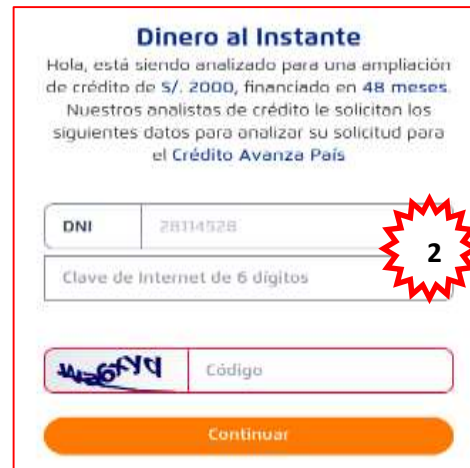 Dinero al Instante
Hola, está siendo analizado para una ampliación
de crédito de S/. 2000, financiado en 48 meses.
Nuestros analistas de crédito le solicitan los
siguientes datos para analizar su solicitud para
el Crédito Avanza País
DNI 28114528
2
Clave de Internet de 6 dígitos
Código
Continuar